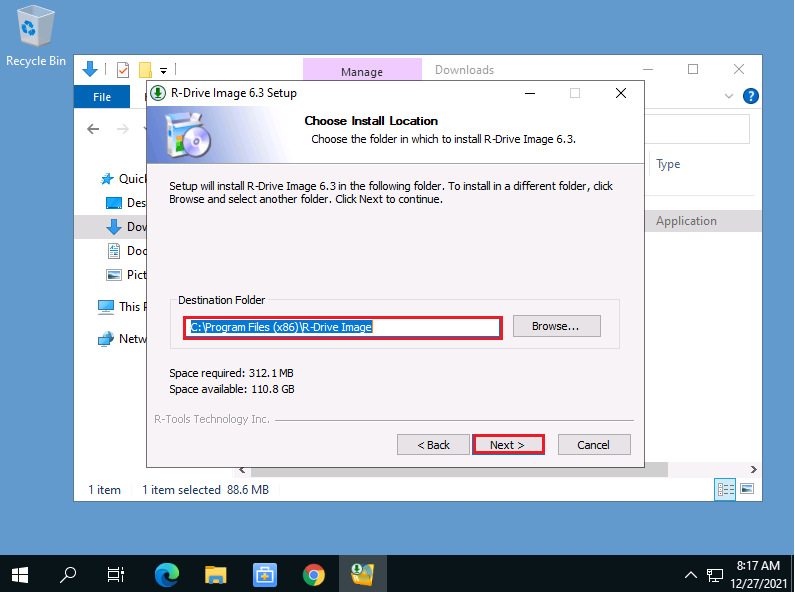 Recycle Bin
Manage
Downloads
File
R-Drive Image 6.3 Setup
Choose Install Location
Choose the folder in which to install R-Drive Image 6.3.
Type
Quick
Des
Dow
Doc
Pict
This P
Netw
Application
Setup will install R-Drive Image 6.3 in the following folder. To install in a different folder, click
Browse and select another folder. Click Next to continue.
Destination Folder
C:\Program Files (x86)\R-Drive Image
Browse...
Space required: 312.1 MB
Space available: 110.8 GB
R-Tools Technology Inc.
< Back
Next >
Cancel
1 item
1 item selected 88.6 MB
8:17 AM
12/27/2021